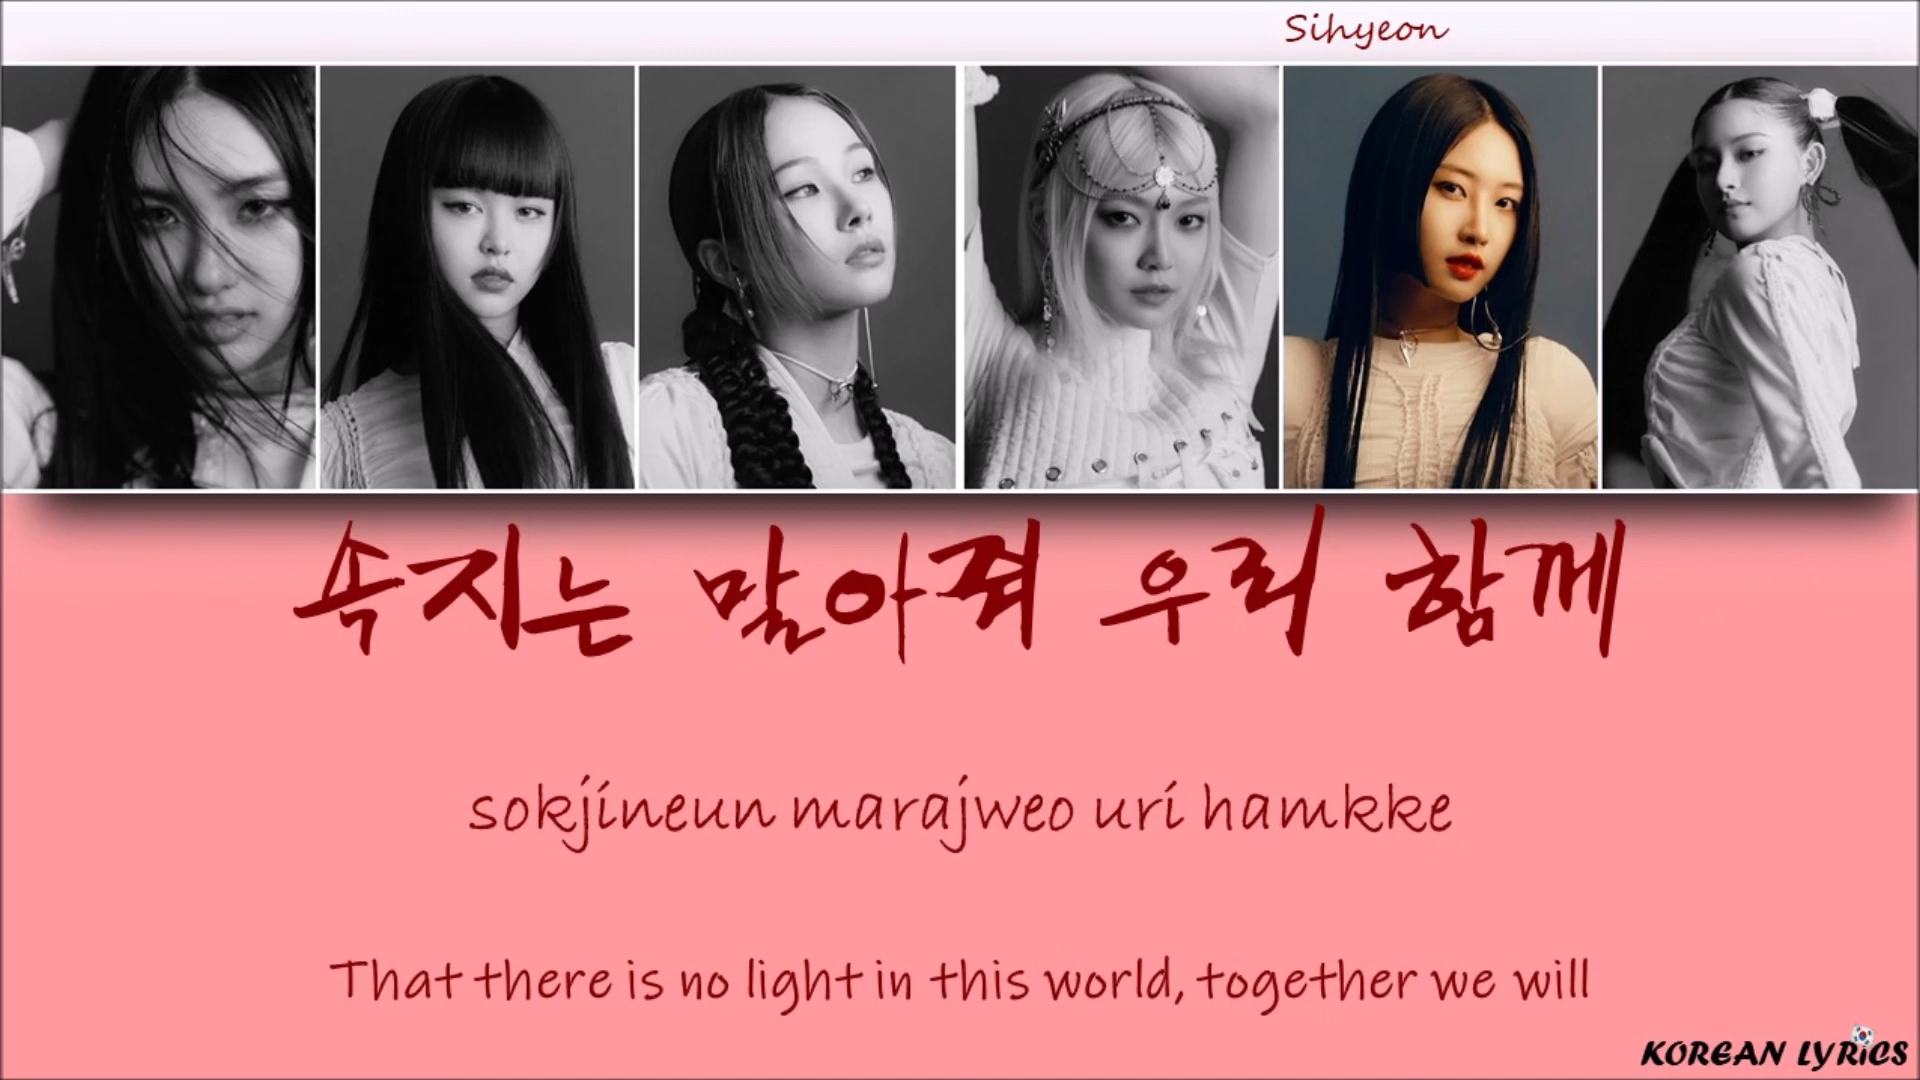 Sihyeon
속지는 말아줘 우리 함께
sokjineun marajweo uri hamkke
That there is no light in this world, together we will
KOREAN LYRiCS